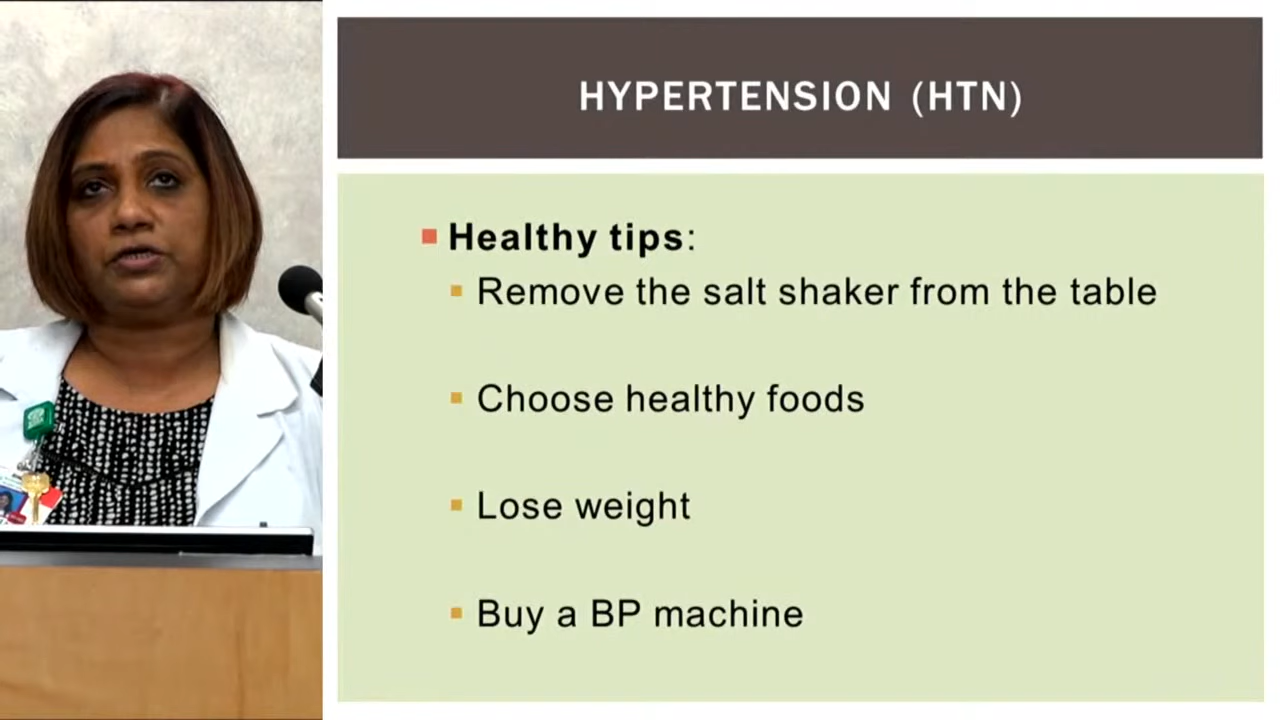 HYPERTENSION (HTN)
Healthy tips:
Remove the salt shaker from the table
Choose healthy foods
Lose weight
Buy a BP machine